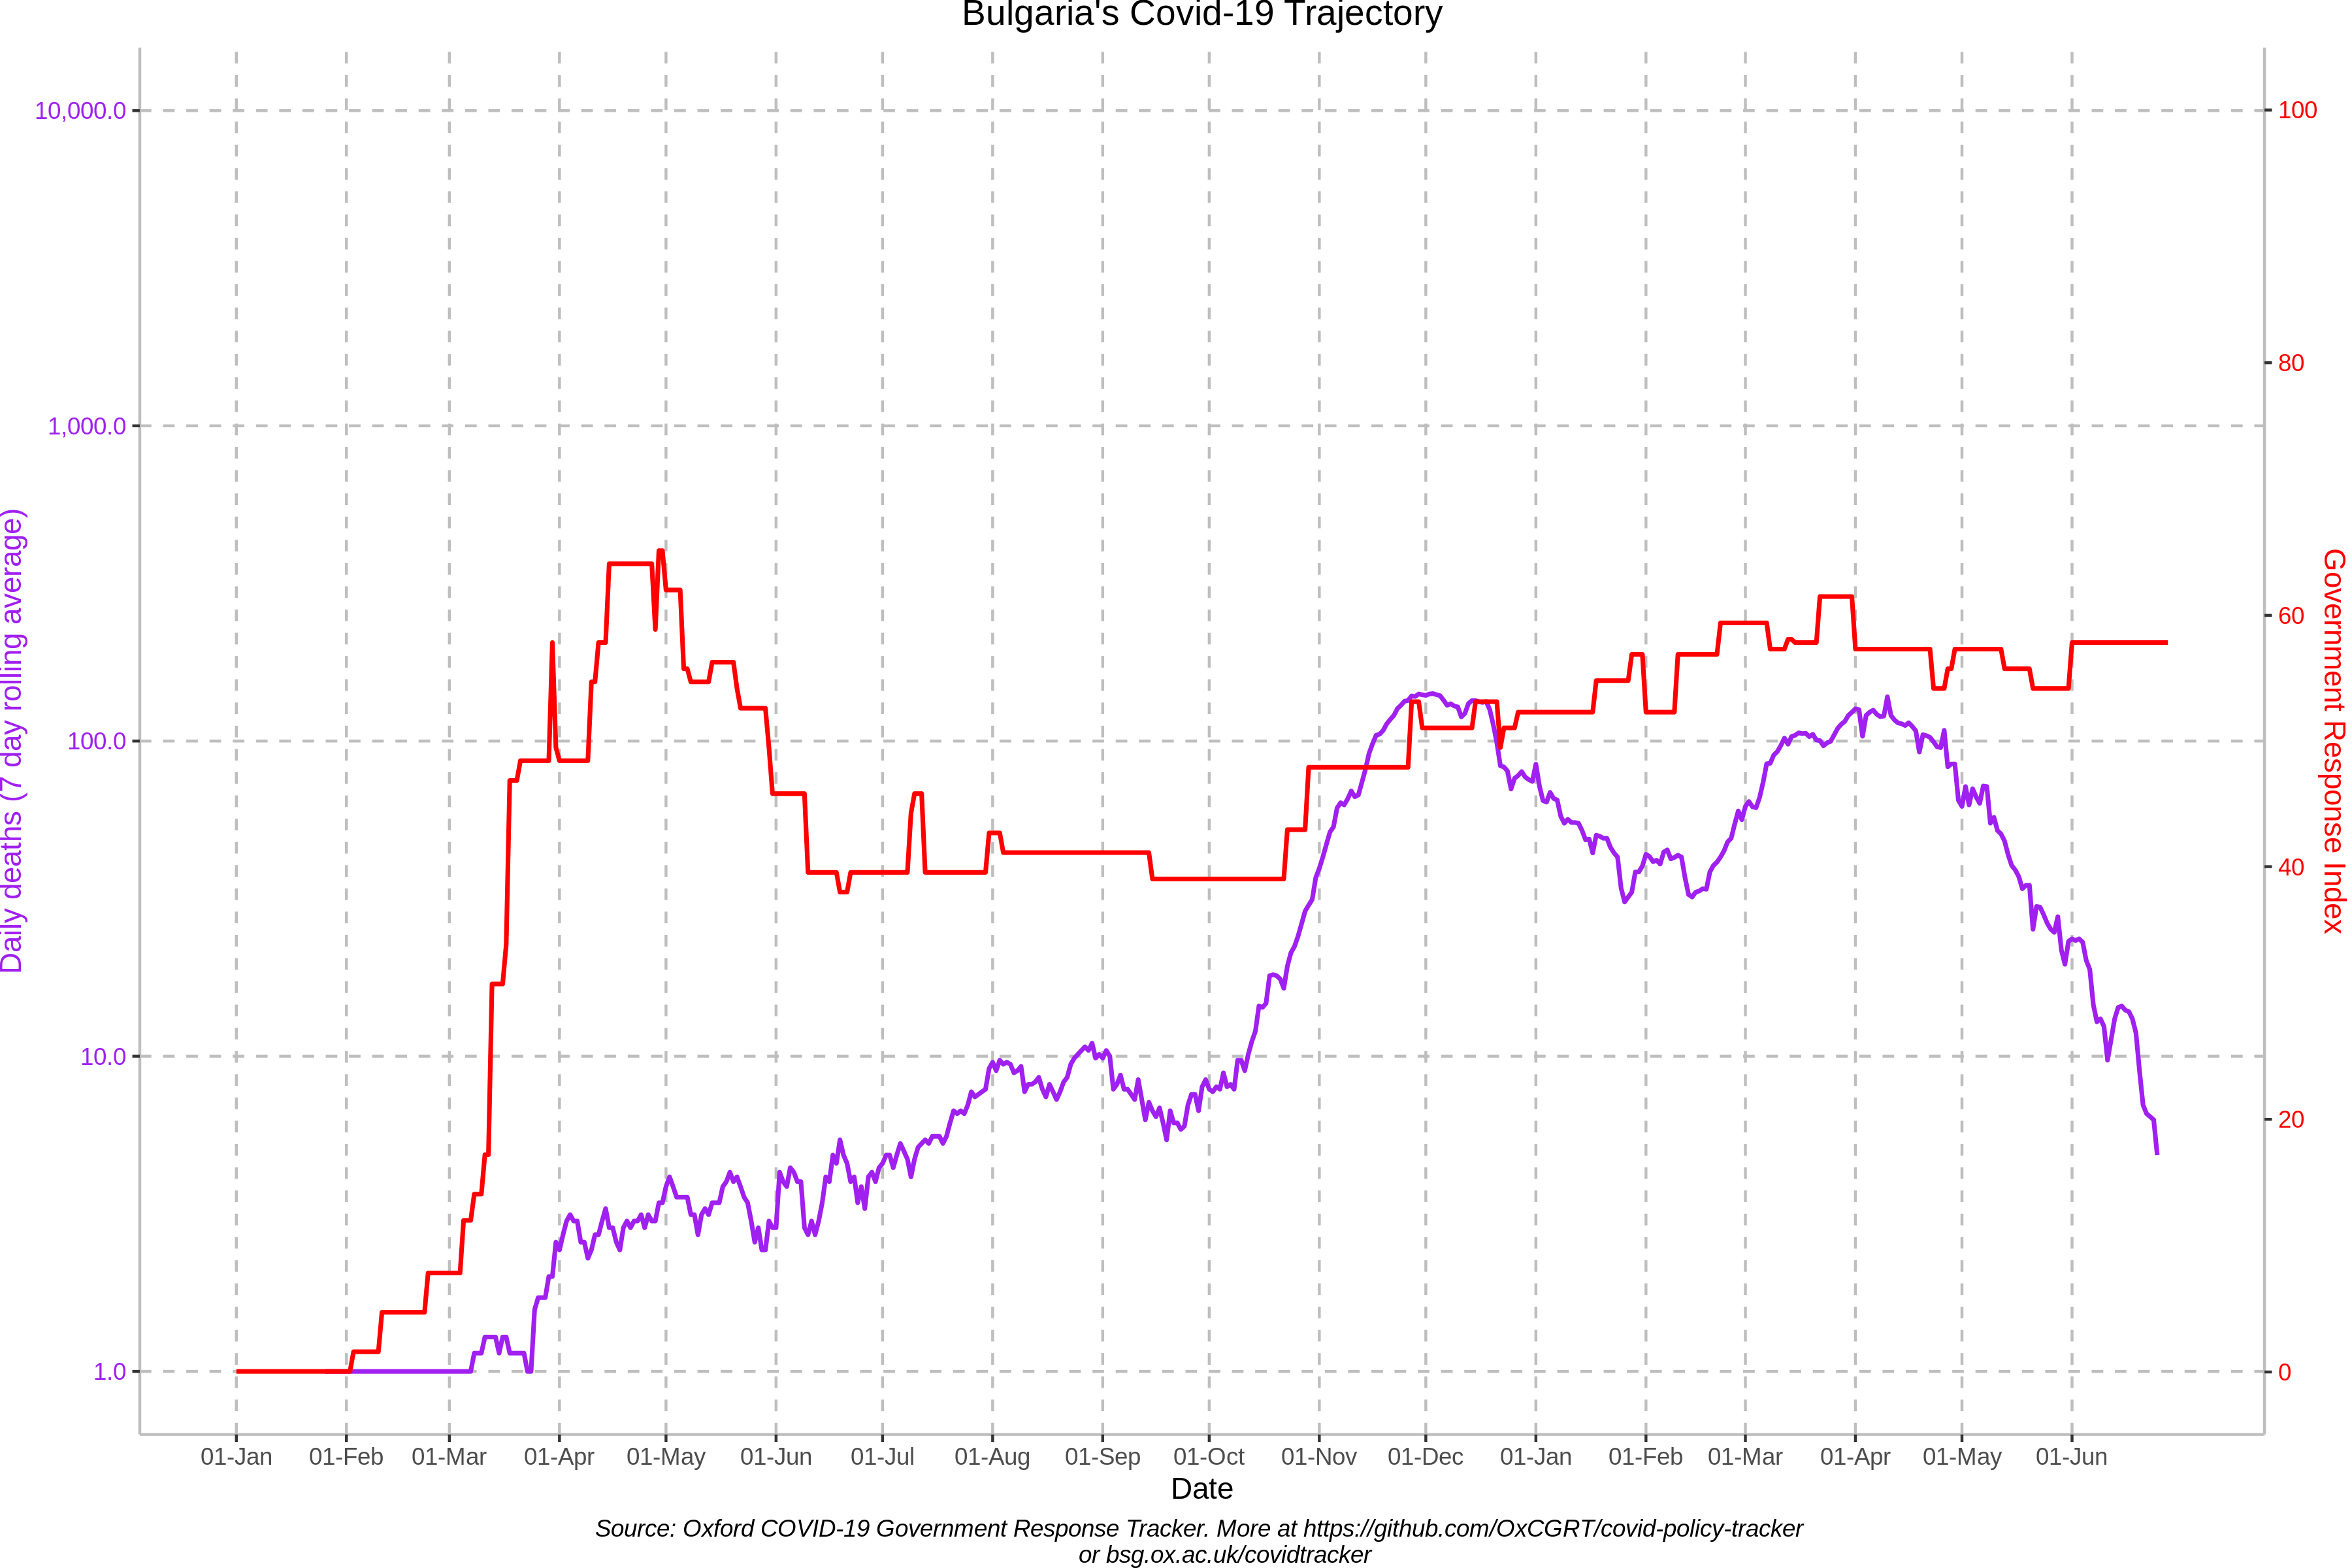 Bulgaria's Covid-19 Trajectory
10,000.0
1,000.0
100.0
10.0
1.0
Daily deaths (7 day rolling average)
100
80
60
40
20
0
Government Response Index
01-Jan 01-Feb 01-Mar 01-Apr 01-May 01-Jun 01-Jul 01-Aug 01-Sep 01-Oct 01-Nov 01-Dec 01-Jan 01-Feb 01-Mar 01-Apr 01-May 01-Jun
Date
Source: Oxford COVID-19 Government Response Tracker. More at https://github.com/OxCGRT/covid-policy-tracker
or bsg.ox.ac.uk/covidtracker